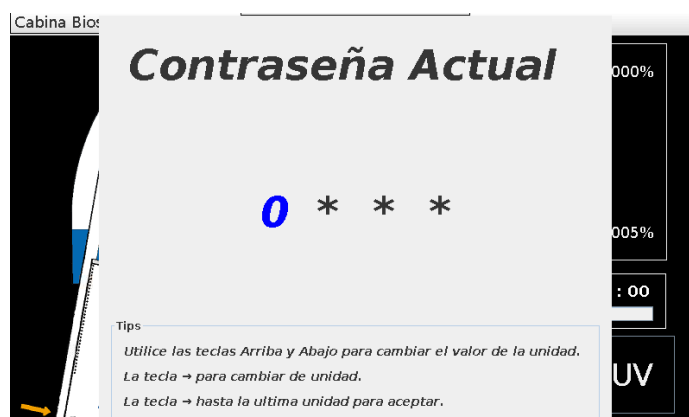 Cabina Bios
Contraseña Actual
000%
0 * * *
005%
: 00
Tips
Utilice las teclas Arriba y Abajo para cambiar el valor de la unidad.
La tecla → para cambiar de unidad.
La tecla → hasta la ultima unidad para aceptar.
UV